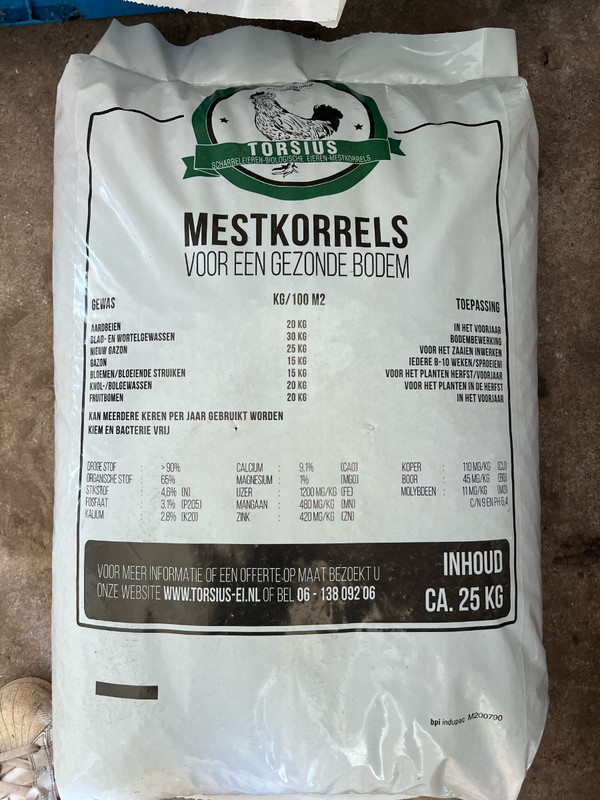 TORSIUS
SCHARRELEIEREN-BIOLOGISCHE EIEREN-MESTKORRELS
MESTKORRELS
VOOR EEN GEZONDE BODEM
GEWAS KG/100 M2 TOEPASSING
AARDBEIEN 20 KG IN HET VOORJAAR
BLAD- EN WORTELGEWASSEN 30 KG BODEMBEWERKING
NIEUW GAZON 25 KG VOOR HET ZAAIEN INWERKEN
GAZON 15 KG IEDERE 8-10 WEKEN/SPROEIEN!
BLOEMEN/BLOEIENDE STRUIKEN 15 KG VOOR HET PLANTEN HERFST/VOORJAAR
KNOL-/BOLGEWASSEN 20 KG VOOR HET PLANTEN IN DE HERFST
FRUITBOMEN 20 KG IN HET VOORJAAR
KAN MEERDERE KEREN PER JAAR GEBRUIKT WORDEN
KIEM EN BACTERIE VRIJ
DROGE STOF : > 90% CALCIUM : 9,1% (CAO) KOPER : 110 MG/KG (CU)
ORGANISCHE STOF : 65% MAGNESIUM : 1% (MGO) BOOR : 45 MG/KG (BO)
STIKSTOF : 4,6% (N) IJZER : 1200 MG/KG (FE) MOLYBDEEN : 11 MG/KG (MO)
FOSFAAT : 3,1% (P2O5) MANGAAN : 480 MG/KG (MN) C/N 9 EN PH 6,4
KALIUM : 2,8% (K2O) ZINK : 420 MG/KG (ZN)
VOOR MEER INFORMATIE OF EEN OFFERTE OP MAAT BEZOEKT U
ONZE WEBSITE WWW.TORSIUS-EI.NL OF BEL 06 - 138 092 06
INHOUD
CA. 25 KG
bpi indupac M200790